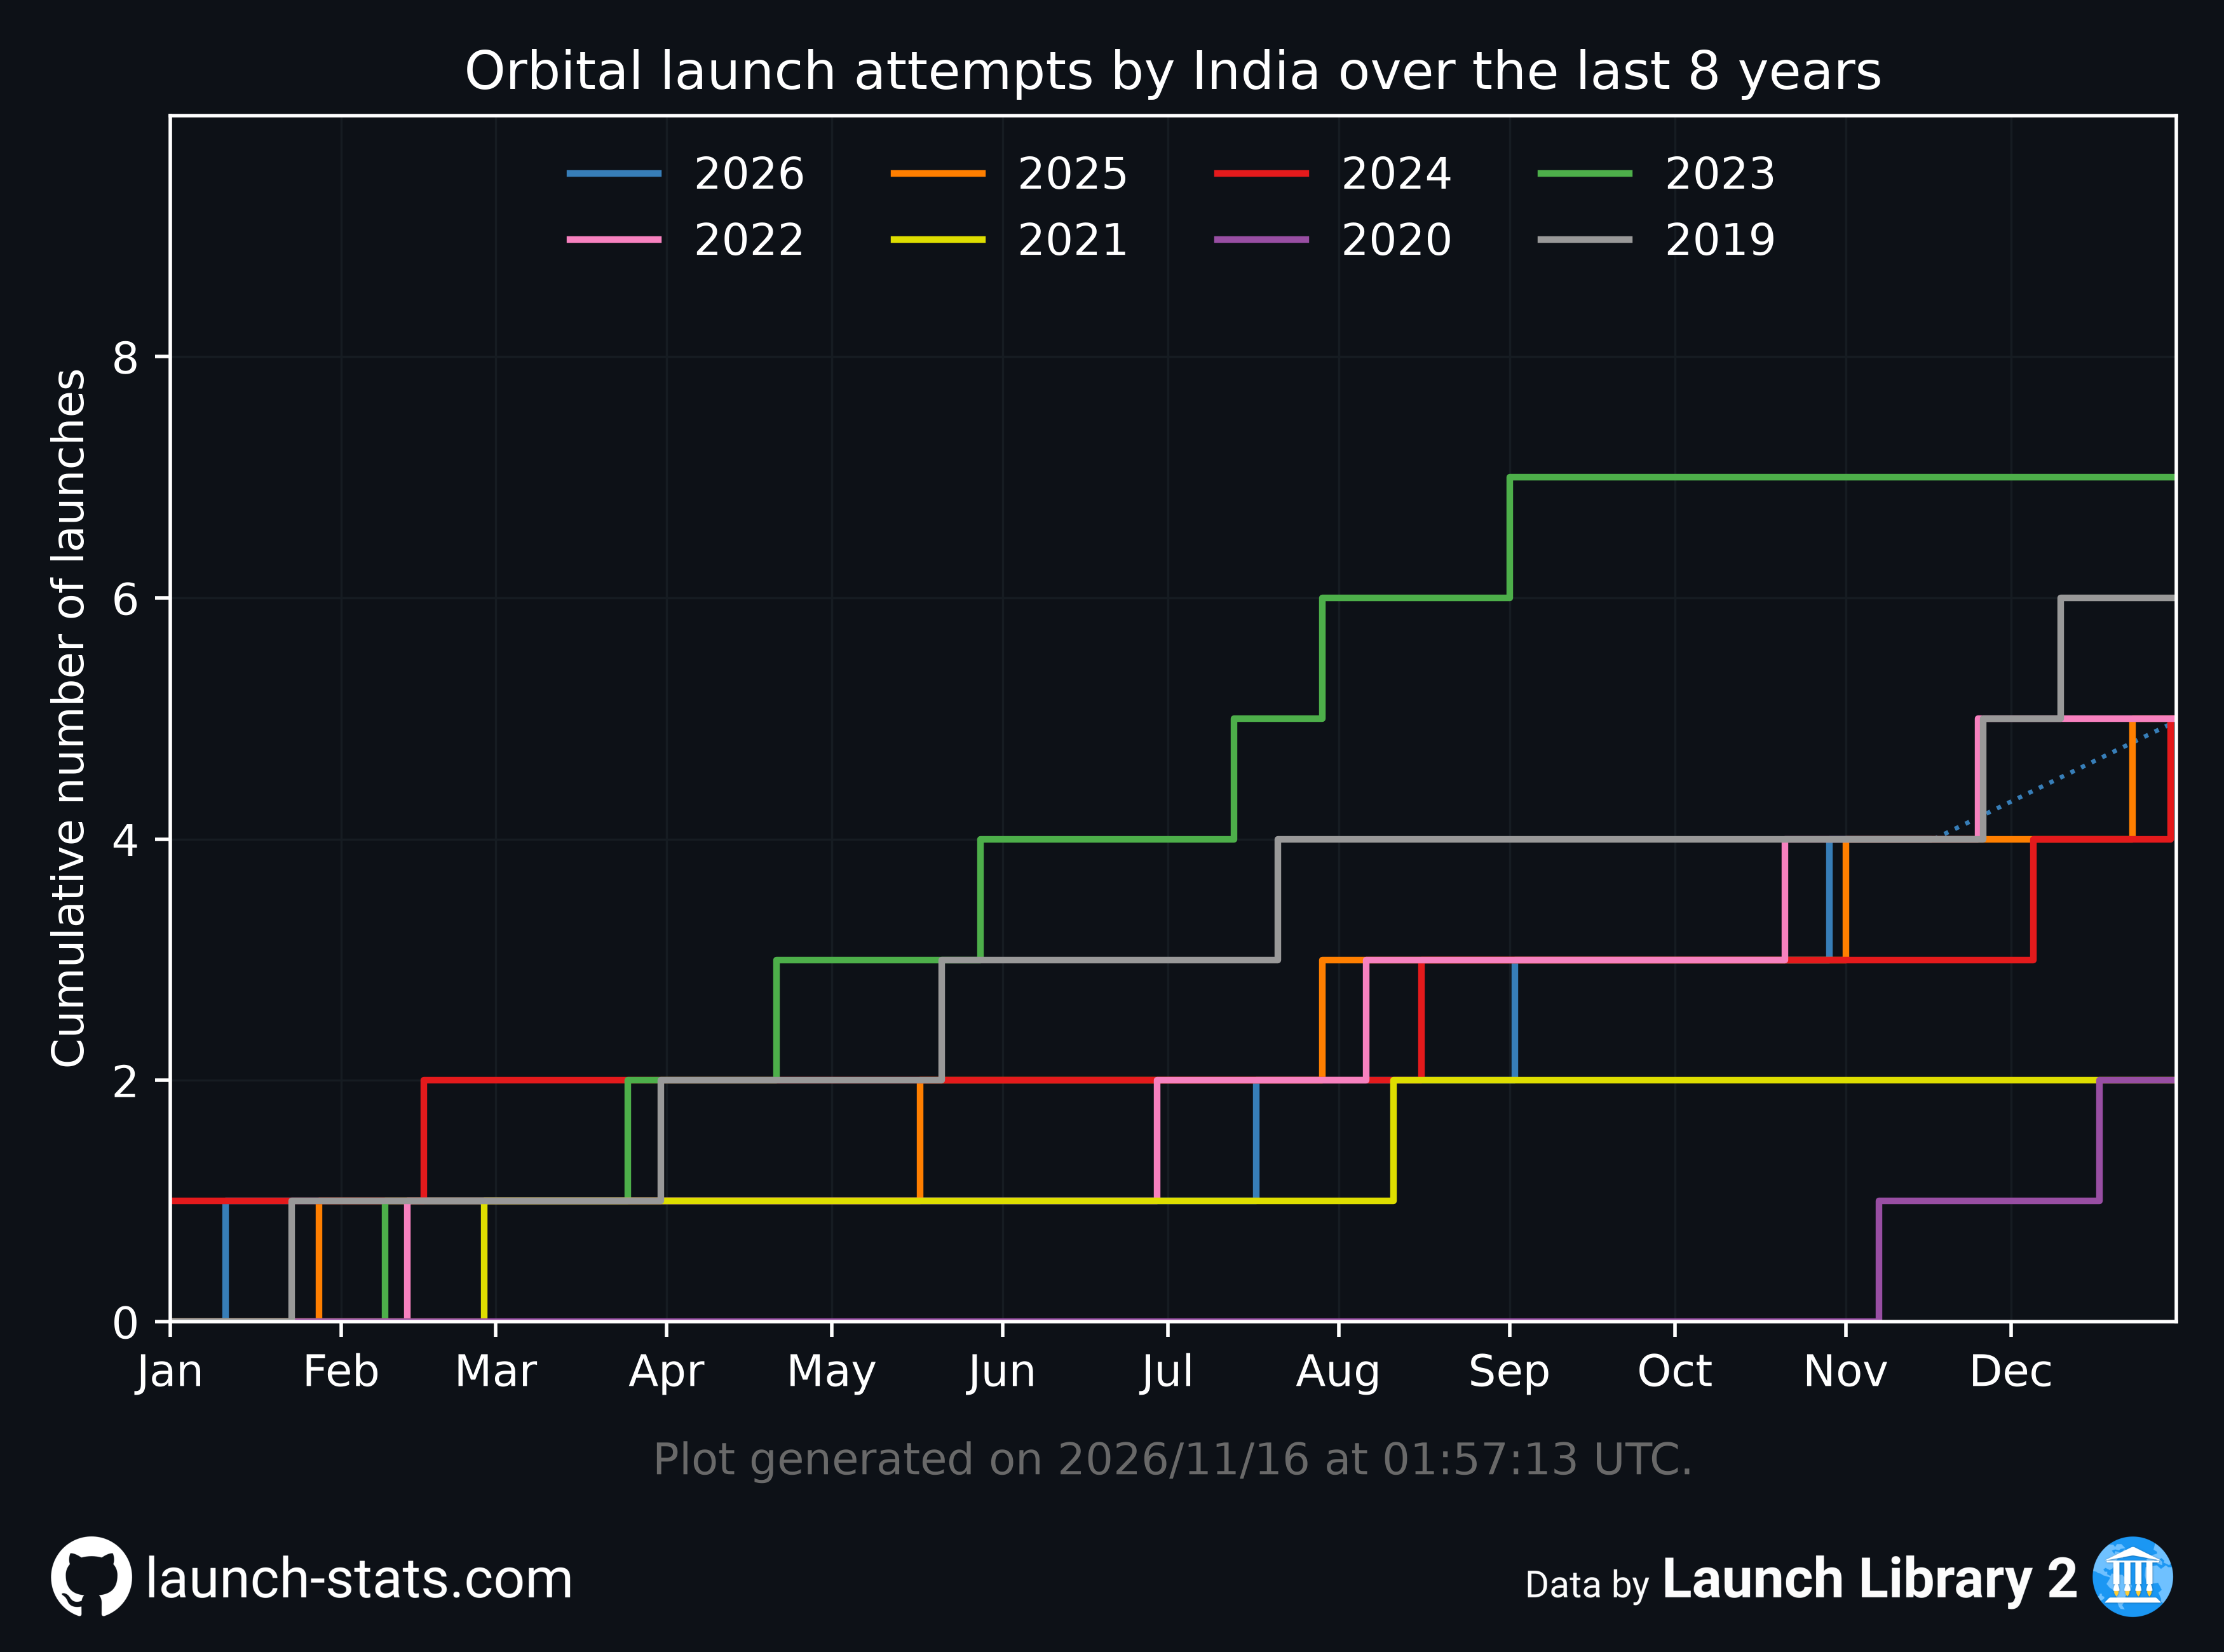 Orbital launch attempts by India over the last 8 years
2026 2025 2024 2023
2022 2021 2020 2019
Cumulative number of launches
8
6
4
2
0
Jan Feb Mar Apr May Jun Jul Aug Sep Oct Nov Dec
Plot generated on 2026/11/16 at 01:57:13 UTC.
launch-stats.com
Data by Launch Library 2